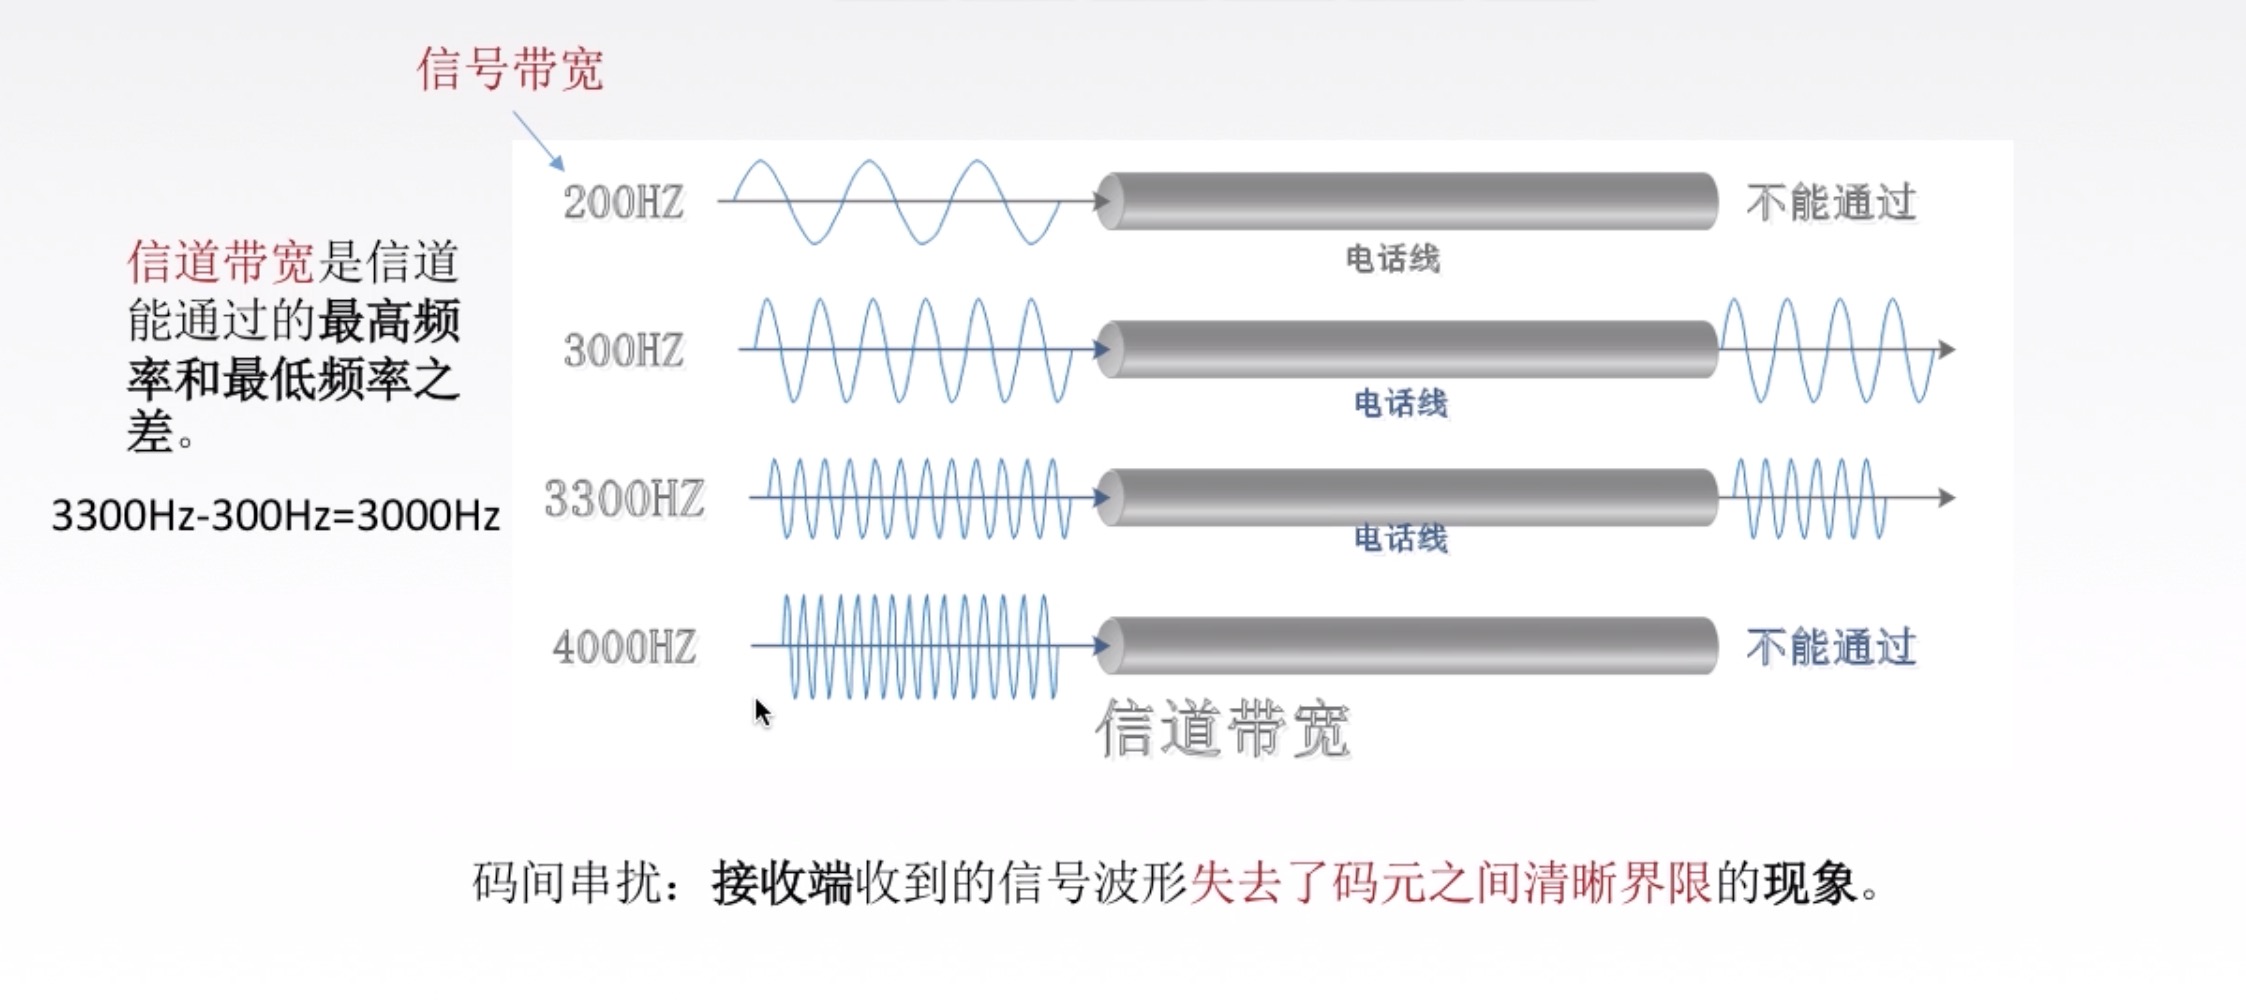 信号带宽
200HZ
不能通过
电话线
信道带宽是信道
能通过的最高频
率和最低频率之
差。
300HZ
电话线
3300Hz-300Hz=3000Hz
3300HZ
电话线
4000HZ
不能通过
信道带宽
码间串扰：接收端收到的信号波形失去了码元之间清晰界限的现象。